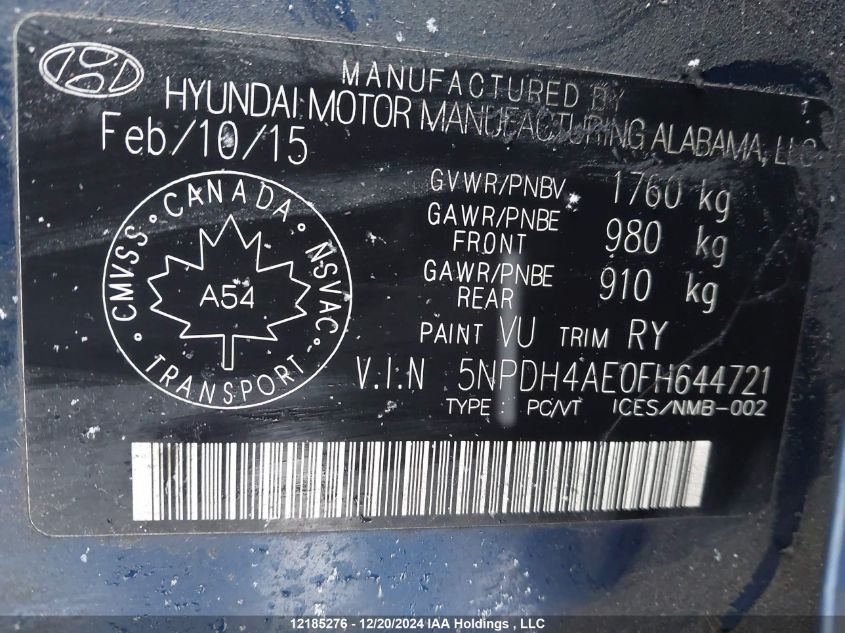 MANUFACTURED BY
HYUNDAI MOTOR MANUFACTURING ALABAMA, LLC
Feb/10/15
GVWR/PNBV 1760 kg
GAWR/PNBE FRONT 980 kg
GAWR/PNBE REAR 910 kg
PAINT VU TRIM RY
V.I.N 5NPDH4AE0FH644721
TYPE : PC/VT ICES/NMB-002
CMVSS • CANADA • NSVAC • TRANSPORT •
A54
12185276 - 12/20/2024 IAA Holdings , LLC